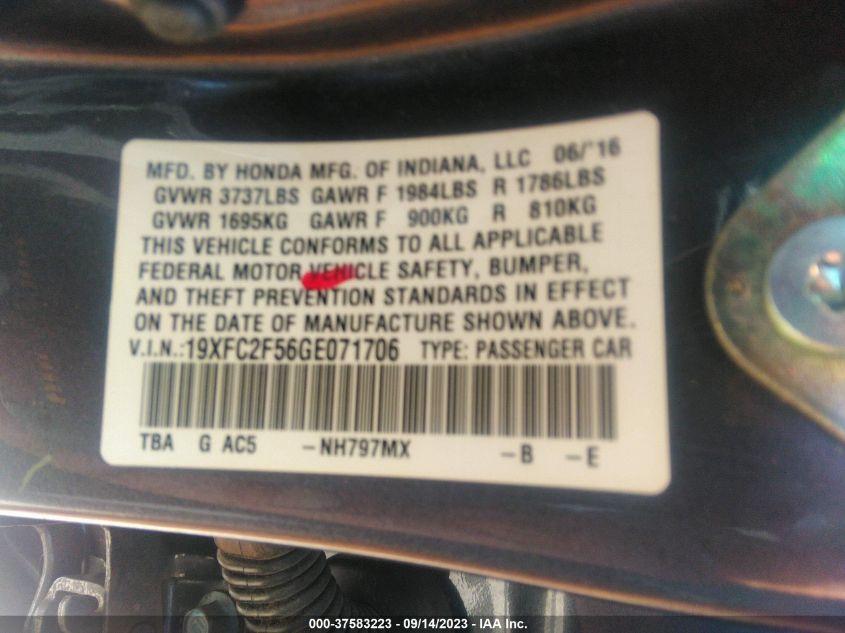 MFD. BY HONDA MFG. OF INDIANA, LLC 06/'16
GVWR 3737LBS GAWR F 1984LBS R 1786LBS
GVWR 1695KG GAWR F 900KG R 810KG
THIS VEHICLE CONFORMS TO ALL APPLICABLE
FEDERAL MOTOR VEHICLE SAFETY, BUMPER,
AND THEFT PREVENTION STANDARDS IN EFFECT
ON THE DATE OF MANUFACTURE SHOWN ABOVE.
V.I.N.:19XFC2F56GE071706 TYPE: PASSENGER CAR
TBA G AC5 -NH797MX -B -E
000-37583223 - 09/14/2023 - IAA Inc.